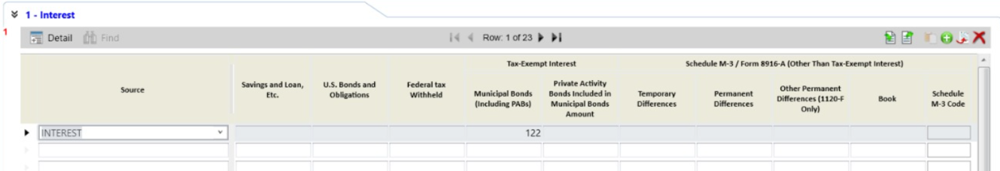 1 - Interest
1
Detail Find Row: 1 of 23
Tax-Exempt Interest Schedule M-3 / Form 8916-A (Other Than Tax-Exempt Interest)
Source
Savings and Loan,
Etc.
U.S. Bonds and
Obligations
Federal tax
Withheld
Municipal Bonds
(Including PABs)
Private Activity
Bonds Included in
Municipal Bonds
Amount
Temporary
Differences
Permanent
Differences
Other Permanent
Differences (1120-F
Only)
Book
Schedule
M-3 Code
INTEREST 122